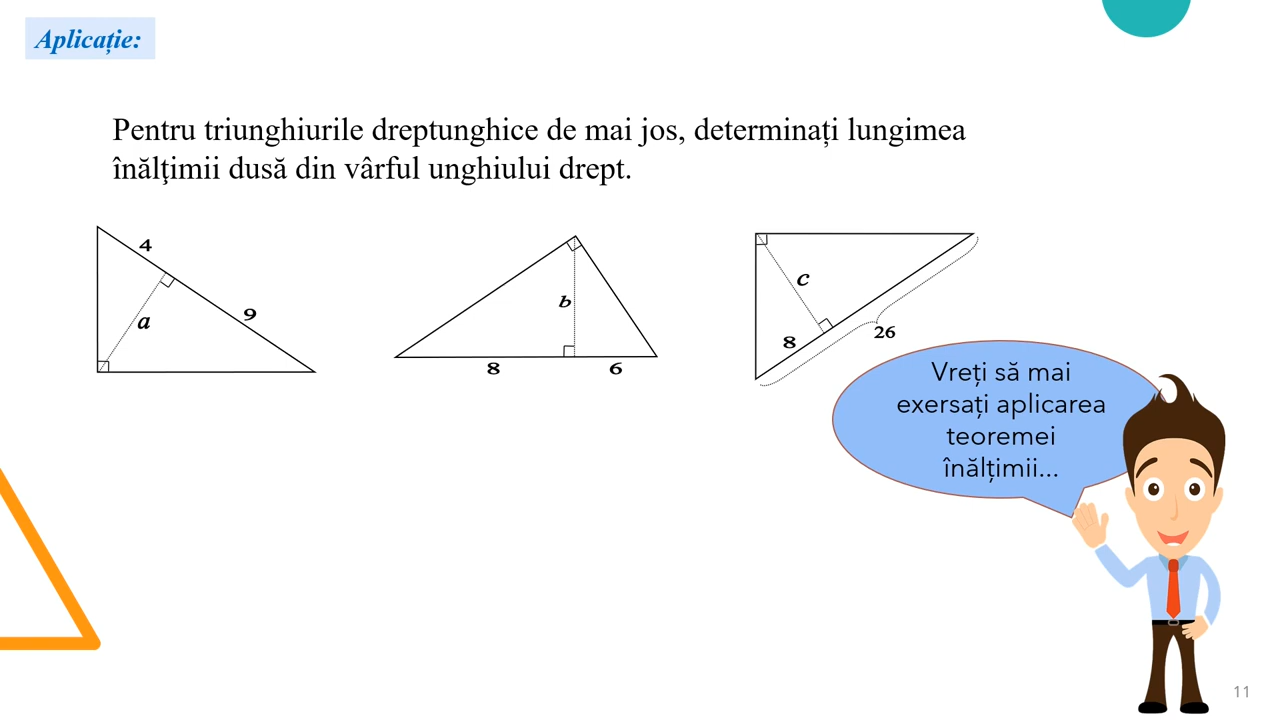 Aplicație:
Pentru triunghiurile dreptunghice de mai jos, determinați lungimea
înălţimii dusă din vârful unghiului drept.
4
a
9
b
8
6
c
8
26
Vreți să mai
exersați aplicarea
teoremei
înălțimii...
11